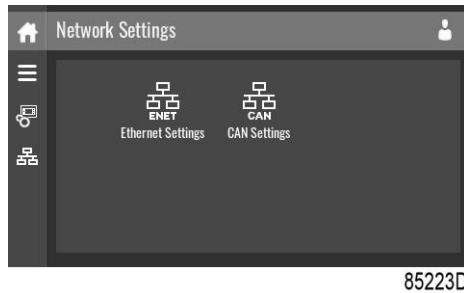 Network Settings
ENET
CAN
Ethernet Settings
CAN Settings
85223D